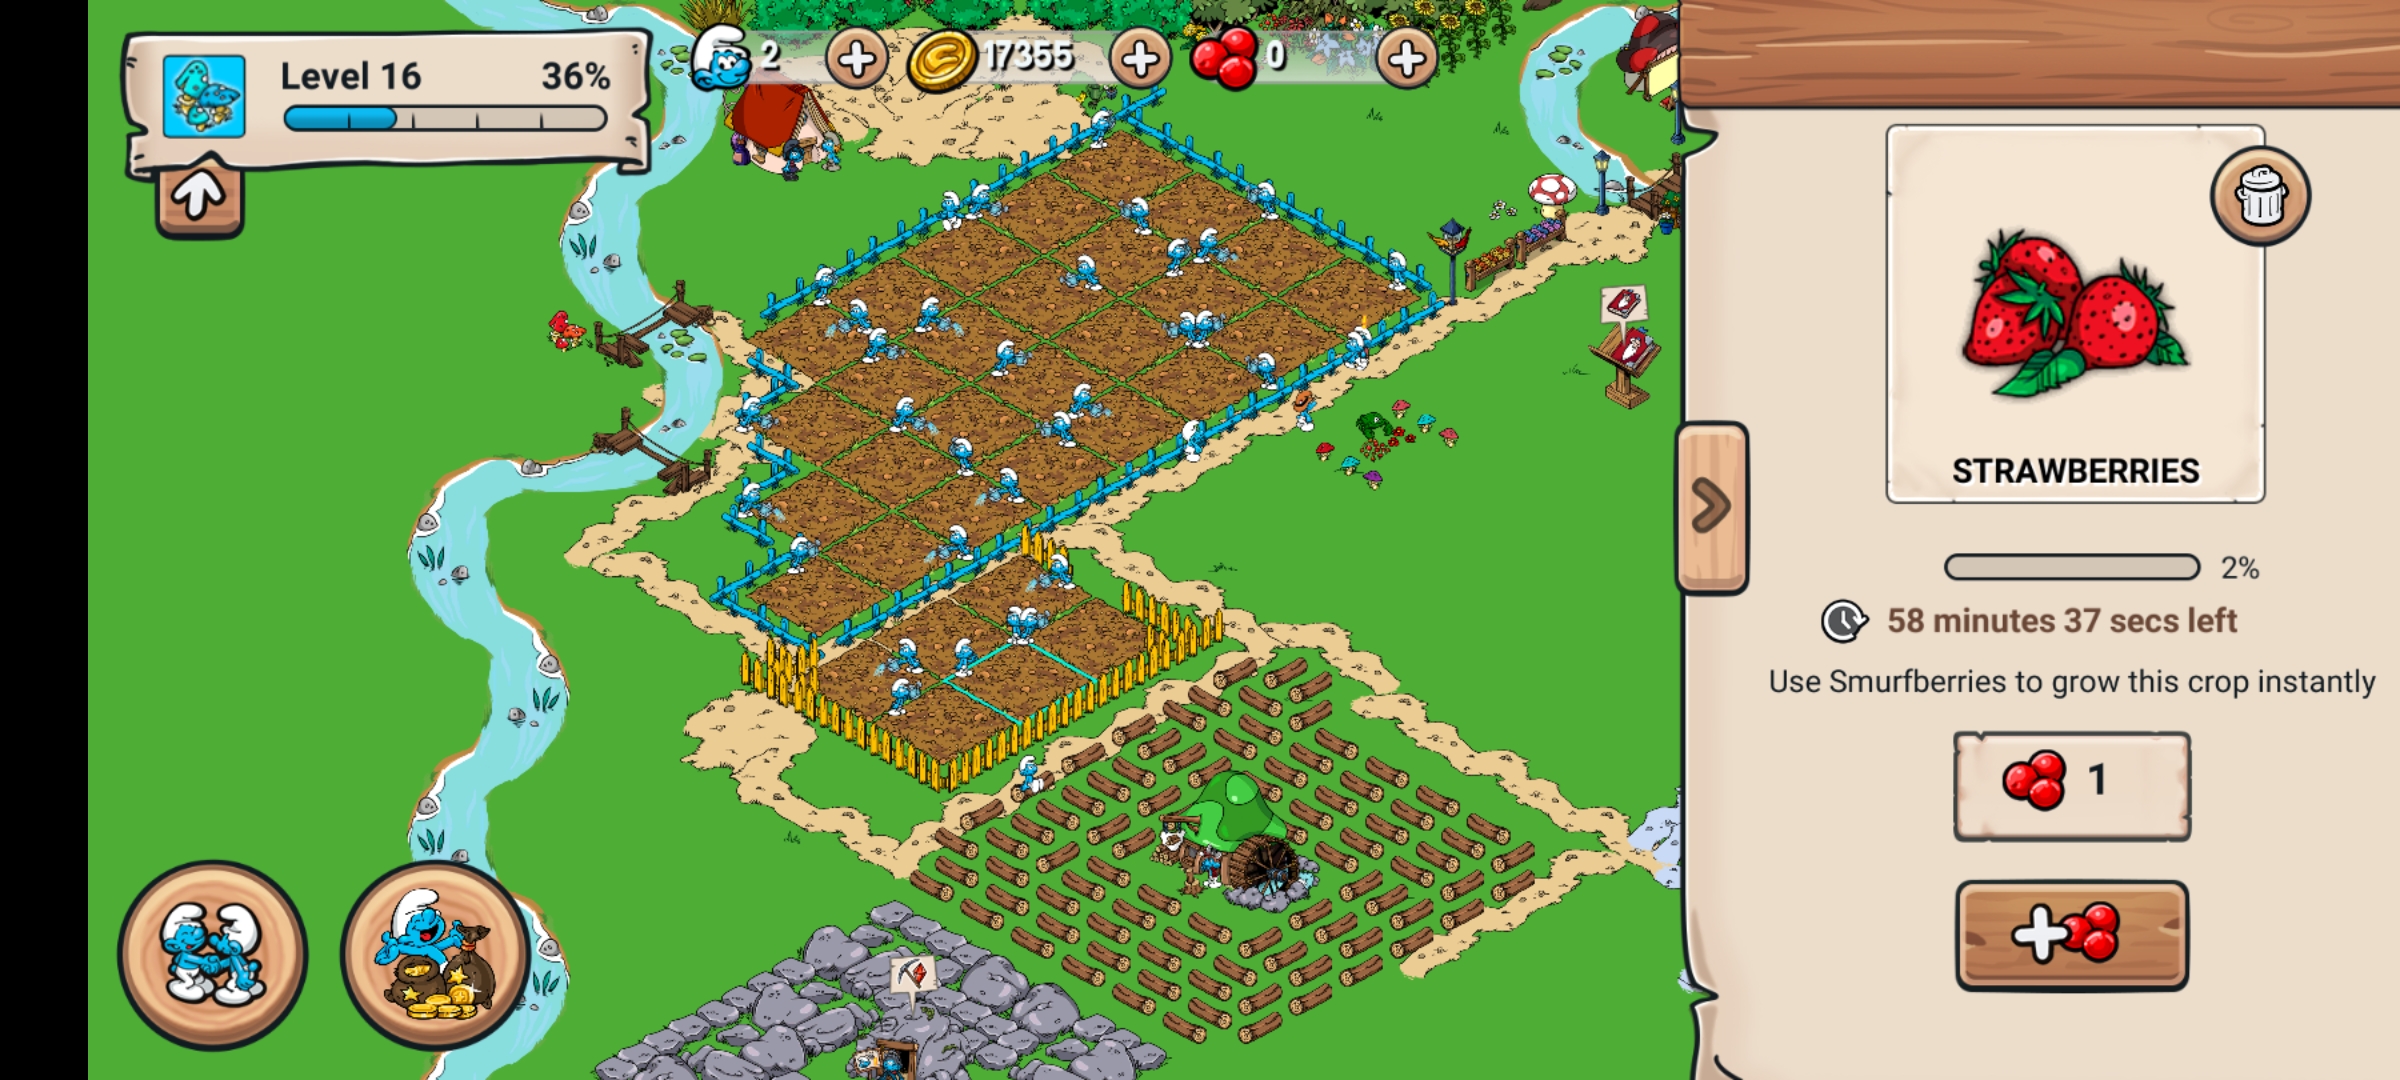 Level 16 36%
2
17355
0
STRAWBERRIES
2%
58 minutes 37 secs left
Use Smurfberries to grow this crop instantly
1